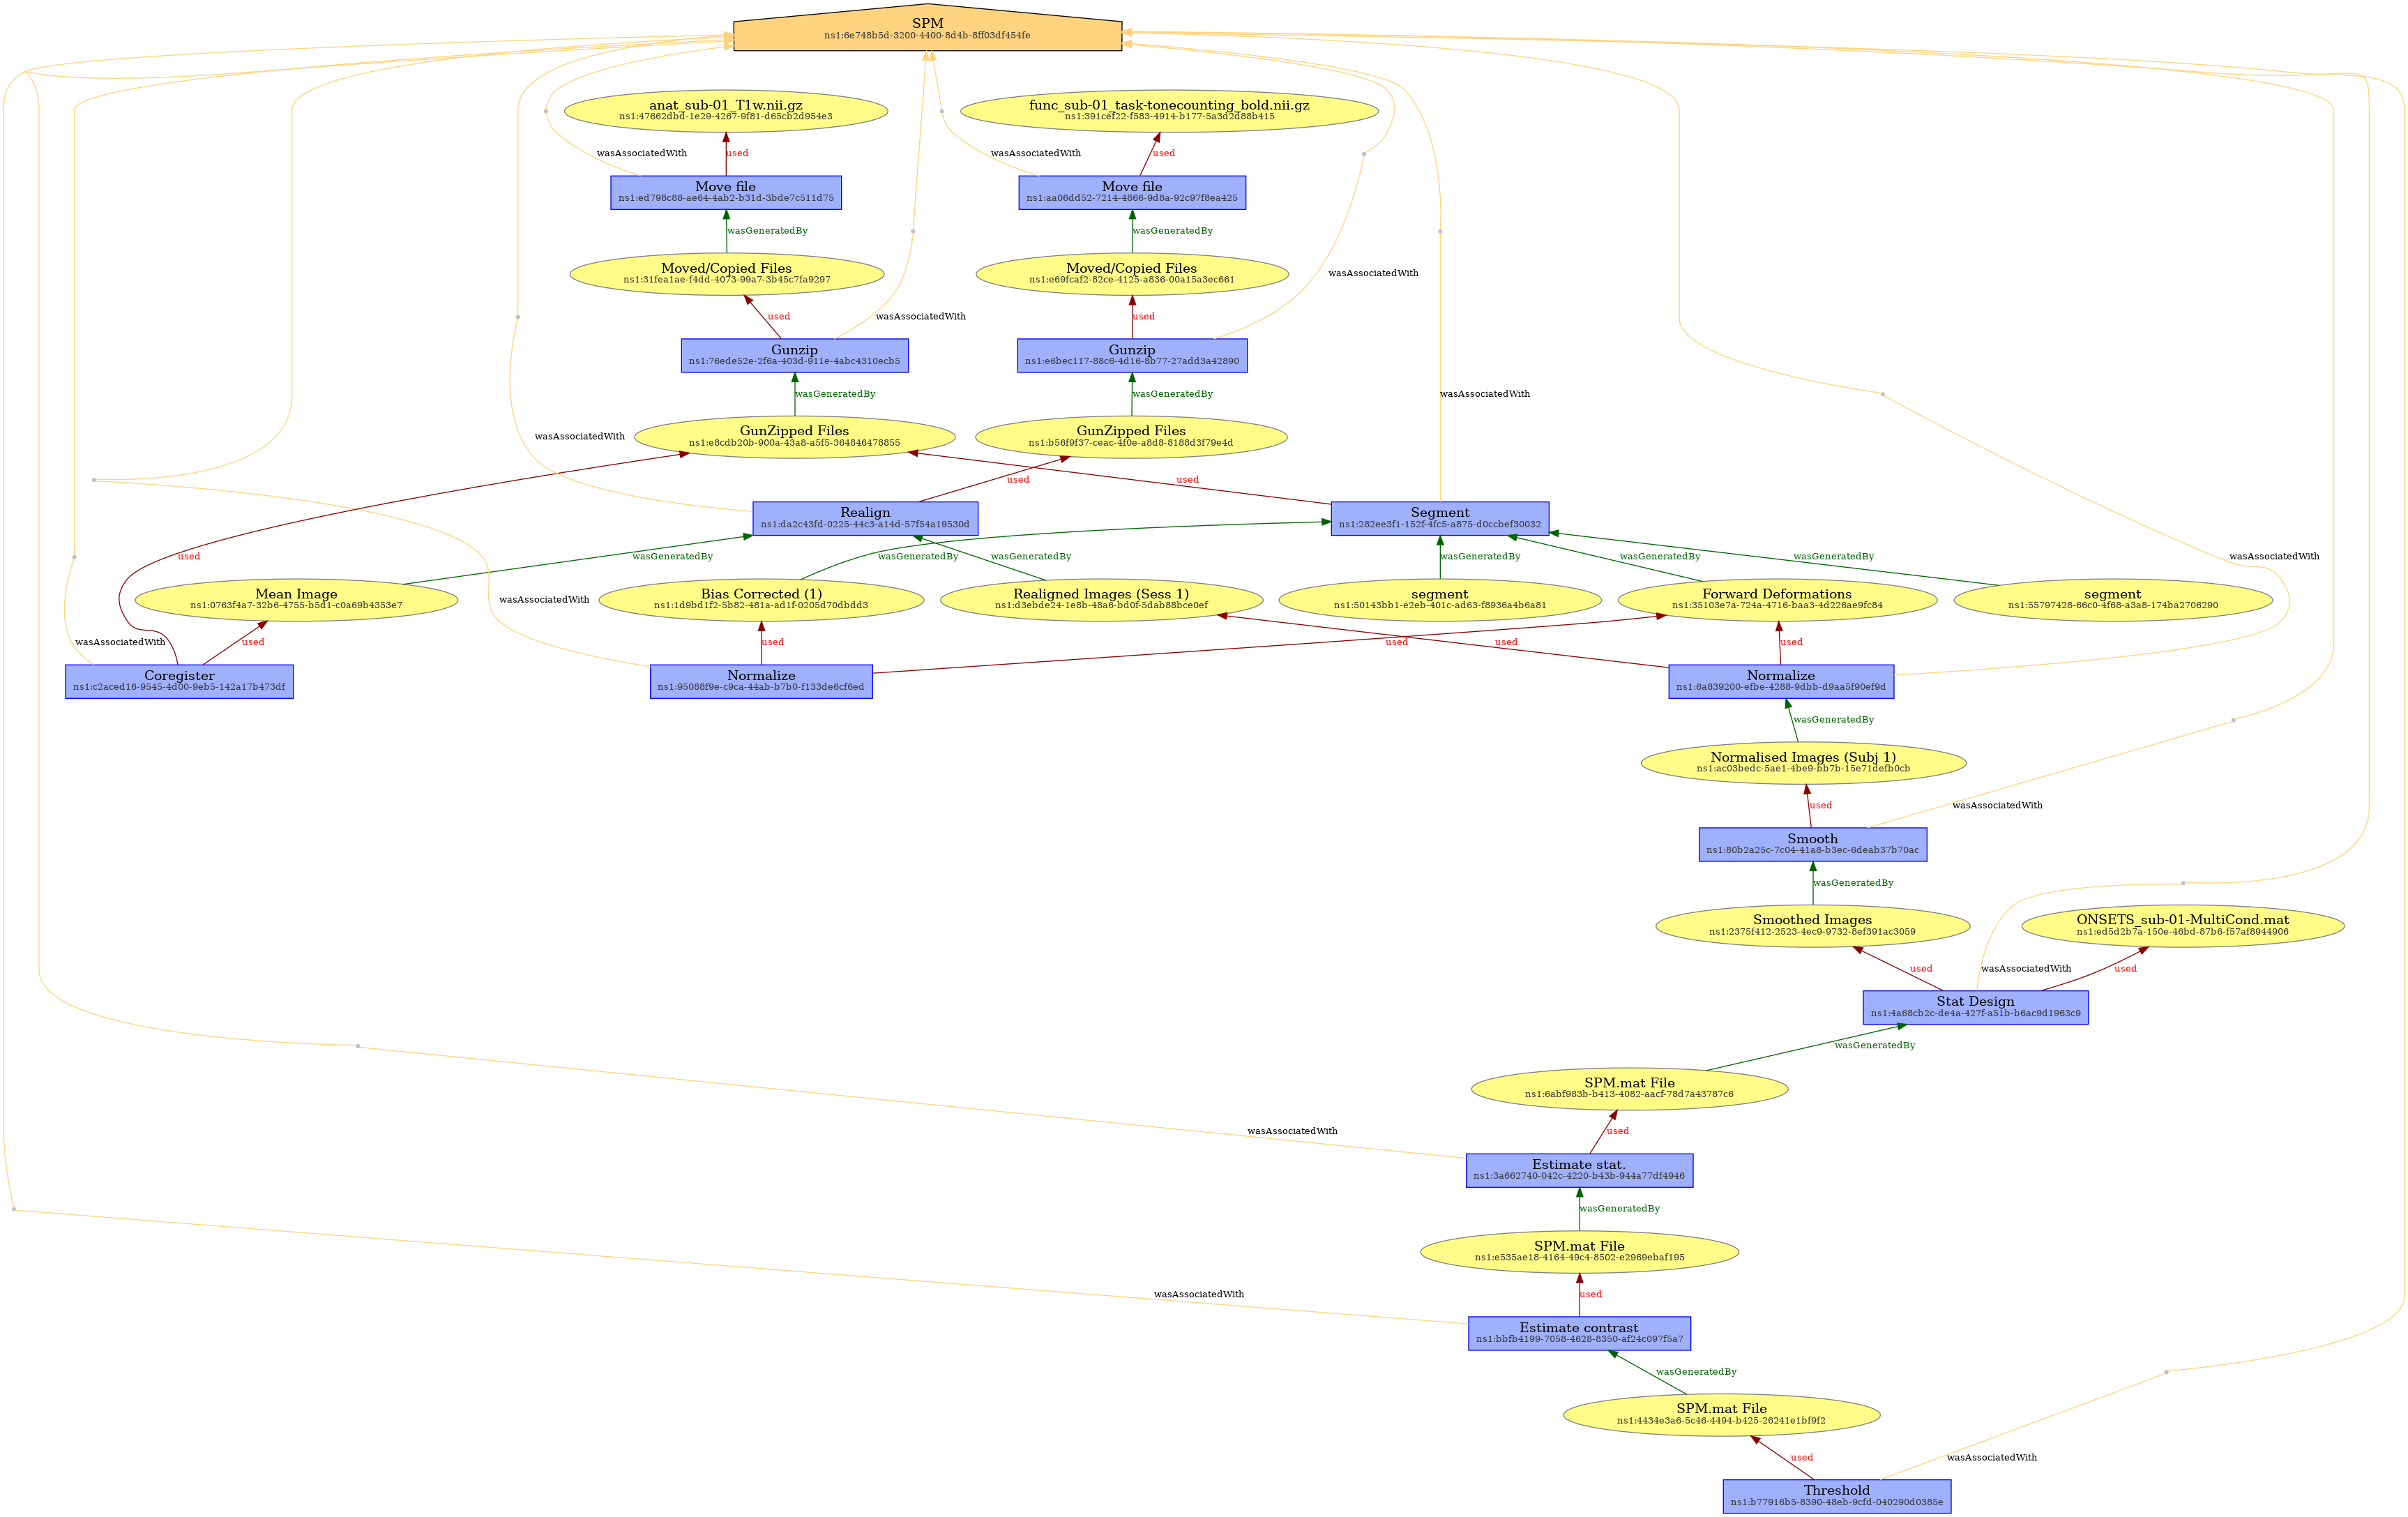 SPM
ns1:6e748b5d-3200-4400-8d4b-8ff03df454fe
anat_sub-01_T1w.nii.gz
ns1:47662dbd-1e29-4267-9f81-d65cb2d954e3
func_sub-01_task-tonecounting_bold.nii.gz
ns1:391cef22-f583-4914-b177-5a3d2d88b415
wasAssociatedWith
used
wasAssociatedWith
used
Move file
ns1:ed798c88-ae64-4ab2-b31d-3bde7c511d75
Move file
ns1:aa06dd52-7214-4866-9d8a-92c97f8ea425
wasGeneratedBy
wasGeneratedBy
Moved/Copied Files
ns1:31fea1ae-f4dd-4073-99a7-3b45c7fa9297
Moved/Copied Files
ns1:e69fcaf2-82ce-4125-a836-00a15a3ec661
wasAssociatedWith
used
wasAssociatedWith
used
Gunzip
ns1:76ede52e-2f6a-403d-911e-4abc4310ecb5
Gunzip
ns1:e6bec117-88c6-4d16-8b77-27add3a42890
wasGeneratedBy
wasGeneratedBy
wasAssociatedWith
wasAssociatedWith
GunZipped Files
ns1:e8cdb20b-900a-43a8-a5f5-364846478855
GunZipped Files
ns1:b56f9f37-ceac-4f0e-a8d8-8188d3f79e4d
used
used
Realign
ns1:da2c43fd-0225-44c3-a14d-57f54a19530d
Segment
ns1:282ee3f1-152f-4fc5-a875-d0ccbef30032
used
wasGeneratedBy
wasGeneratedBy
wasGeneratedBy
wasGeneratedBy
wasGeneratedBy
wasGeneratedBy
wasAssociatedWith
Mean Image
ns1:0763f4a7-32b6-4755-b5d1-c0a69b4353e7
wasAssociatedWith
Bias Corrected (1)
ns1:1d9bd1f2-5b82-481a-ad1f-0205d70dbdd3
Realigned Images (Sess 1)
ns1:d3ebde24-1e8b-48a6-bd0f-5dab88bce0ef
segment
ns1:50143bb1-e2eb-401c-ad63-f8936a4b6a81
Forward Deformations
ns1:35103e7a-724a-4716-baa3-4d226ae9fc84
segment
ns1:55797428-66c0-4f68-a3a8-174ba2706290
wasAssociatedWith
used
used
used
used
used
Coregister
ns1:c2aced16-9545-4d00-9eb5-142a17b473df
Normalize
ns1:95088f9e-c9ca-44ab-b7b0-f133de6cf6ed
Normalize
ns1:6a839200-efbe-4288-9dbb-d9aa5f90ef9d
wasGeneratedBy
Normalised Images (Subj 1)
ns1:ac03bedc-5ae1-4be9-bb7b-15e71defb0cb
used
wasAssociatedWith
Smooth
ns1:80b2a25c-7c04-41a8-b3ec-6deab37b70ac
wasGeneratedBy
Smoothed Images
ns1:2375f412-2523-4ec9-9732-8ef391ac3059
ONSETS_sub-01-MultiCond.mat
ns1:ed5d2b7a-150e-46bd-87b6-f57af8944906
used
wasAssociatedWith
used
Stat Design
ns1:4a68cb2c-de4a-427f-a51b-b6ac9d1963c9
wasGeneratedBy
SPM.mat File
ns1:6abf983b-b413-4082-aacf-78d7a43787c6
wasAssociatedWith
used
Estimate stat.
ns1:3a662740-042c-4220-b43b-944a77df4946
wasGeneratedBy
SPM.mat File
ns1:e535ae18-4164-49c4-8502-e2969ebaf195
wasAssociatedWith
used
Estimate contrast
ns1:bbfb4199-7058-4628-8350-af24c097f5a7
wasGeneratedBy
SPM.mat File
ns1:4434e3a6-5c46-4494-b425-26241e1bf9f2
used
wasAssociatedWith
Threshold
ns1:b77916b5-8390-48eb-9cfd-040290d0385e